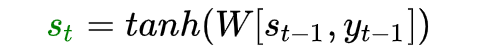 s_t = tanh(W[s_{t-1}, y_{t-1}])